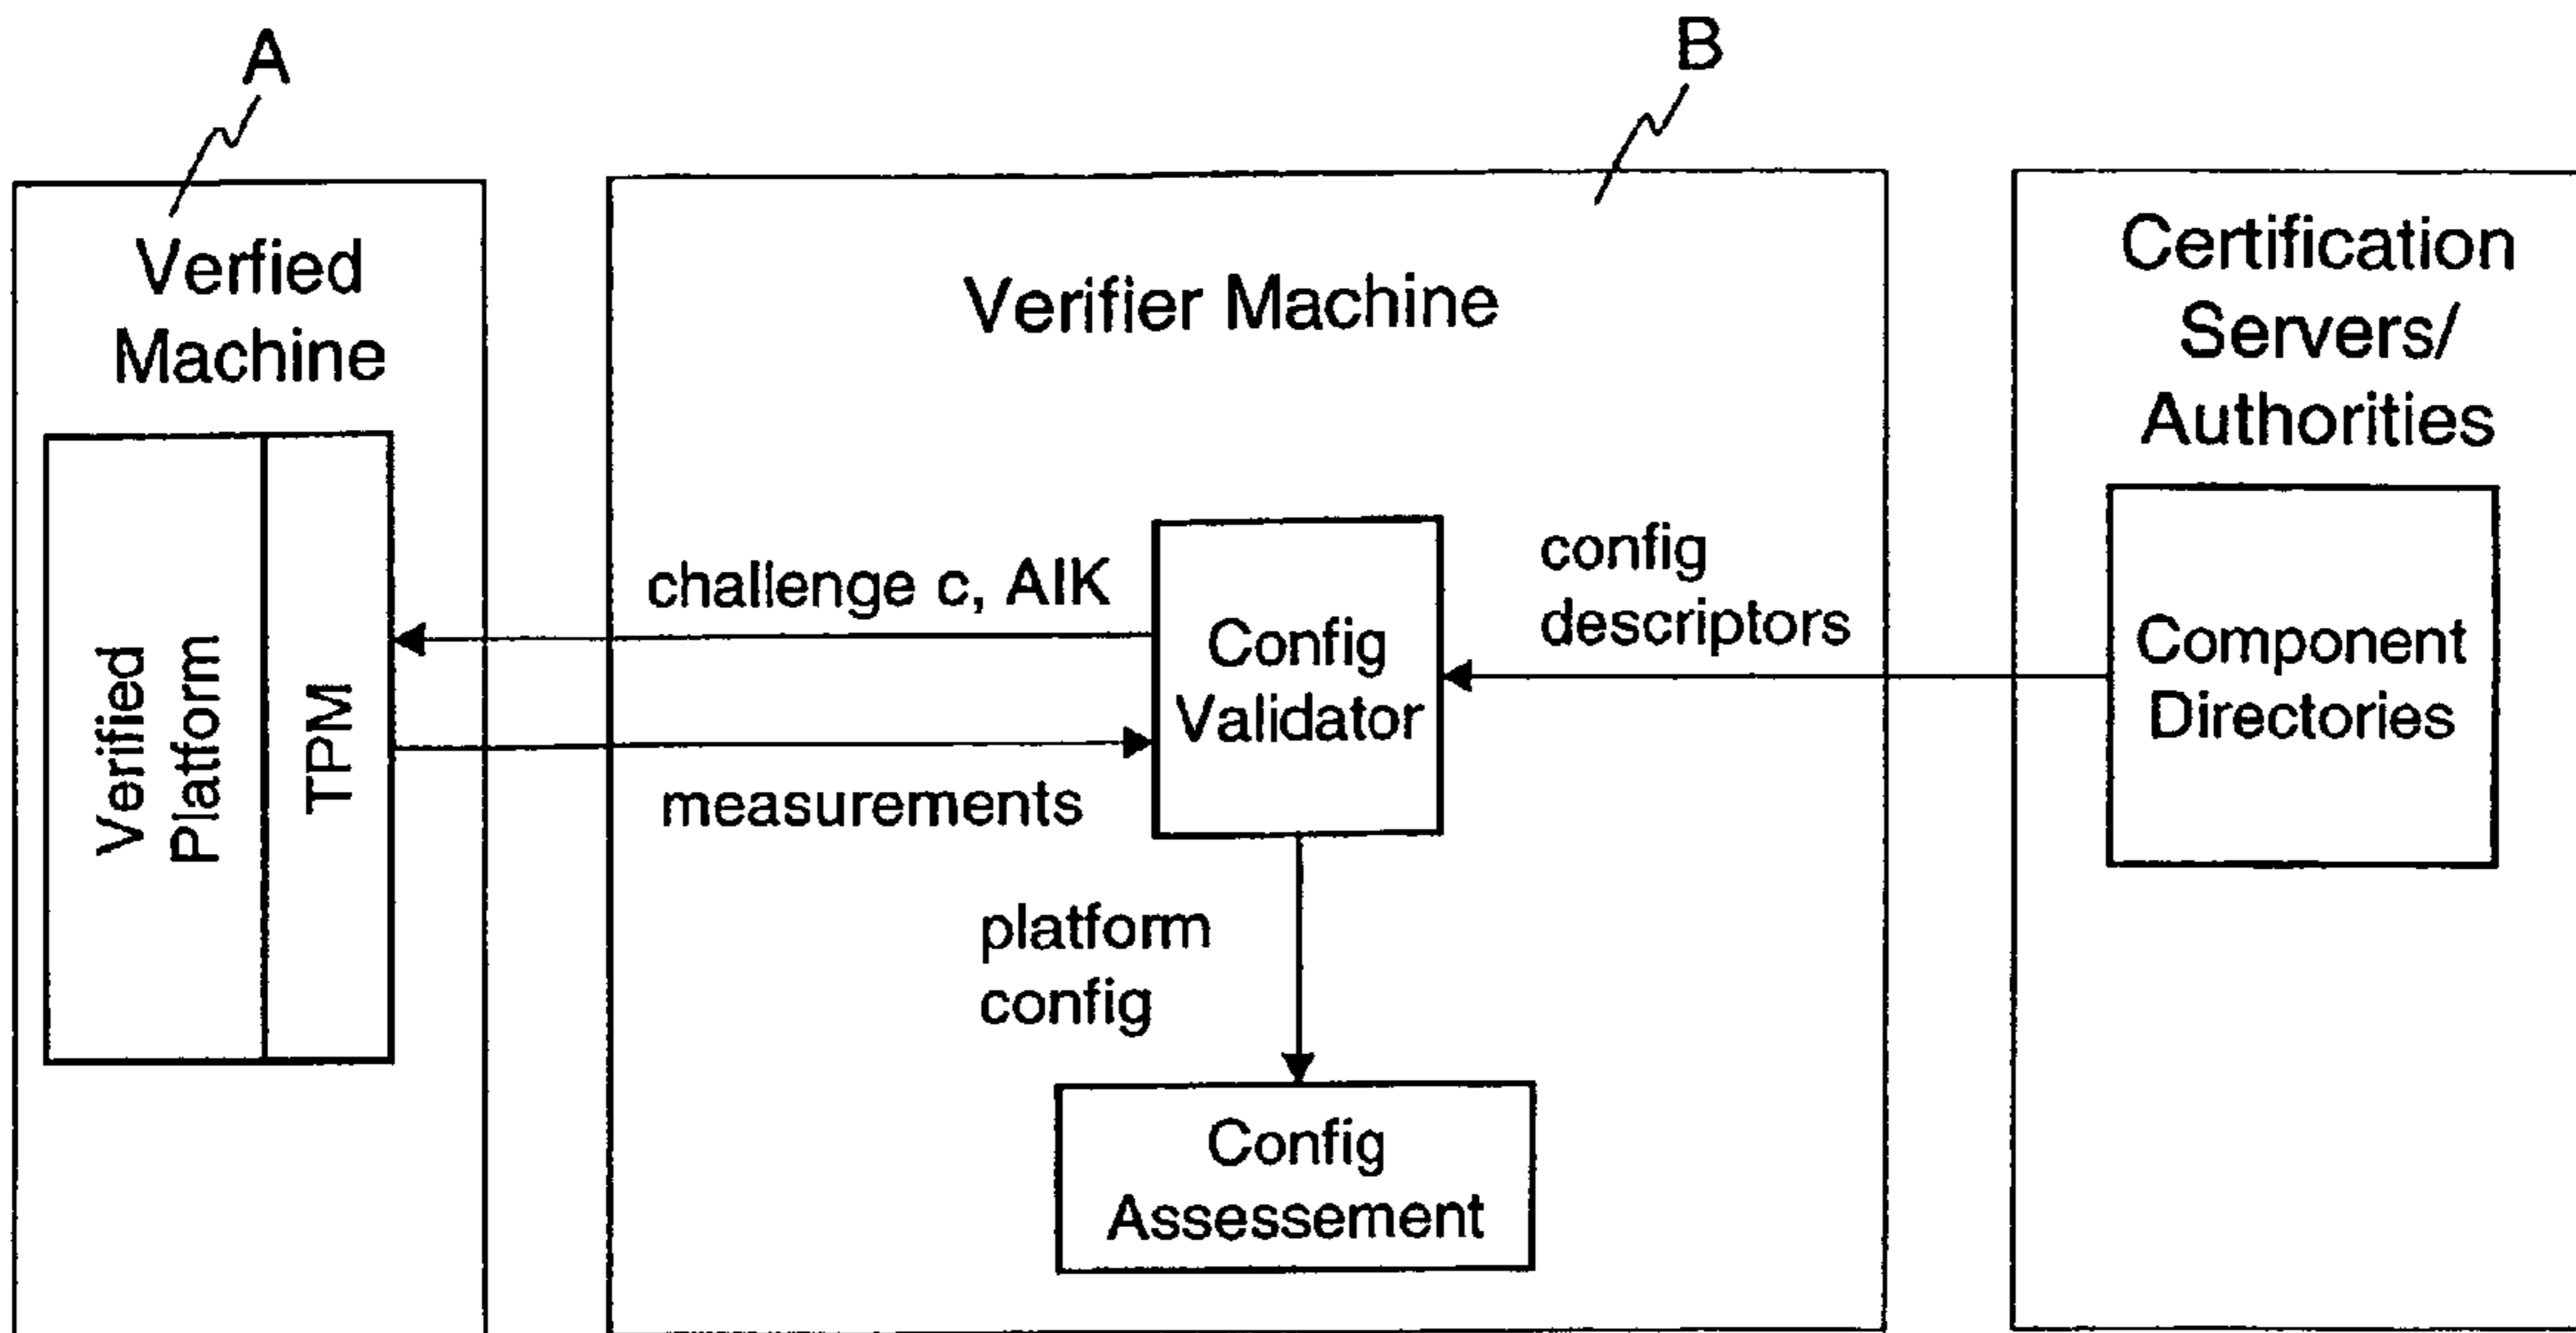 A
B
Verfied
Machine
Verified
Platform
TPM
Verifier Machine
challenge c, AIK
measurements
Config
Validator
config
descriptors
platform
config
Config
Assessement
Certification
Servers/
Authorities
Component
Directories